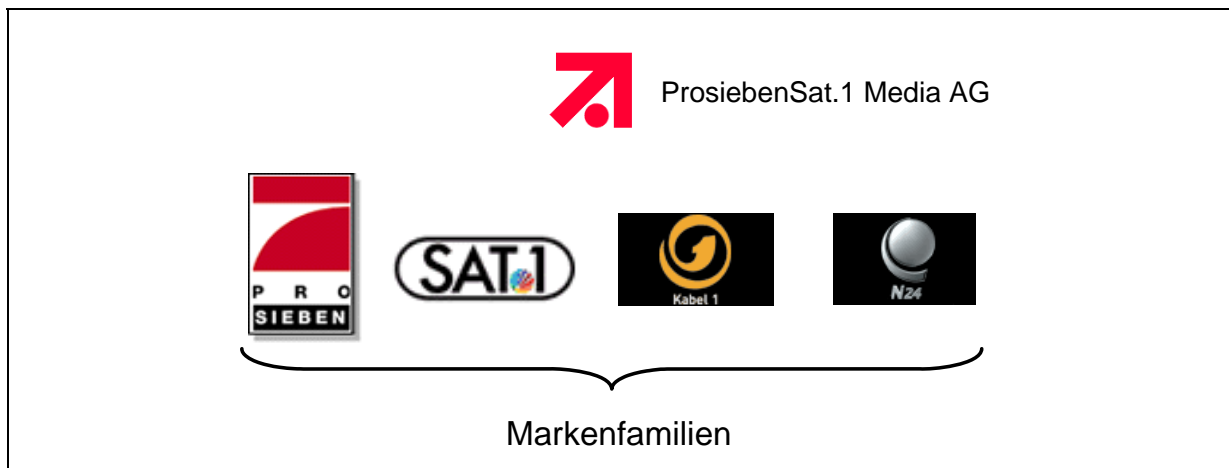 ProsiebenSat.1 Media AG
PRO
SIEBEN
SAT.1
Kabel 1
N24
Markenfamilien